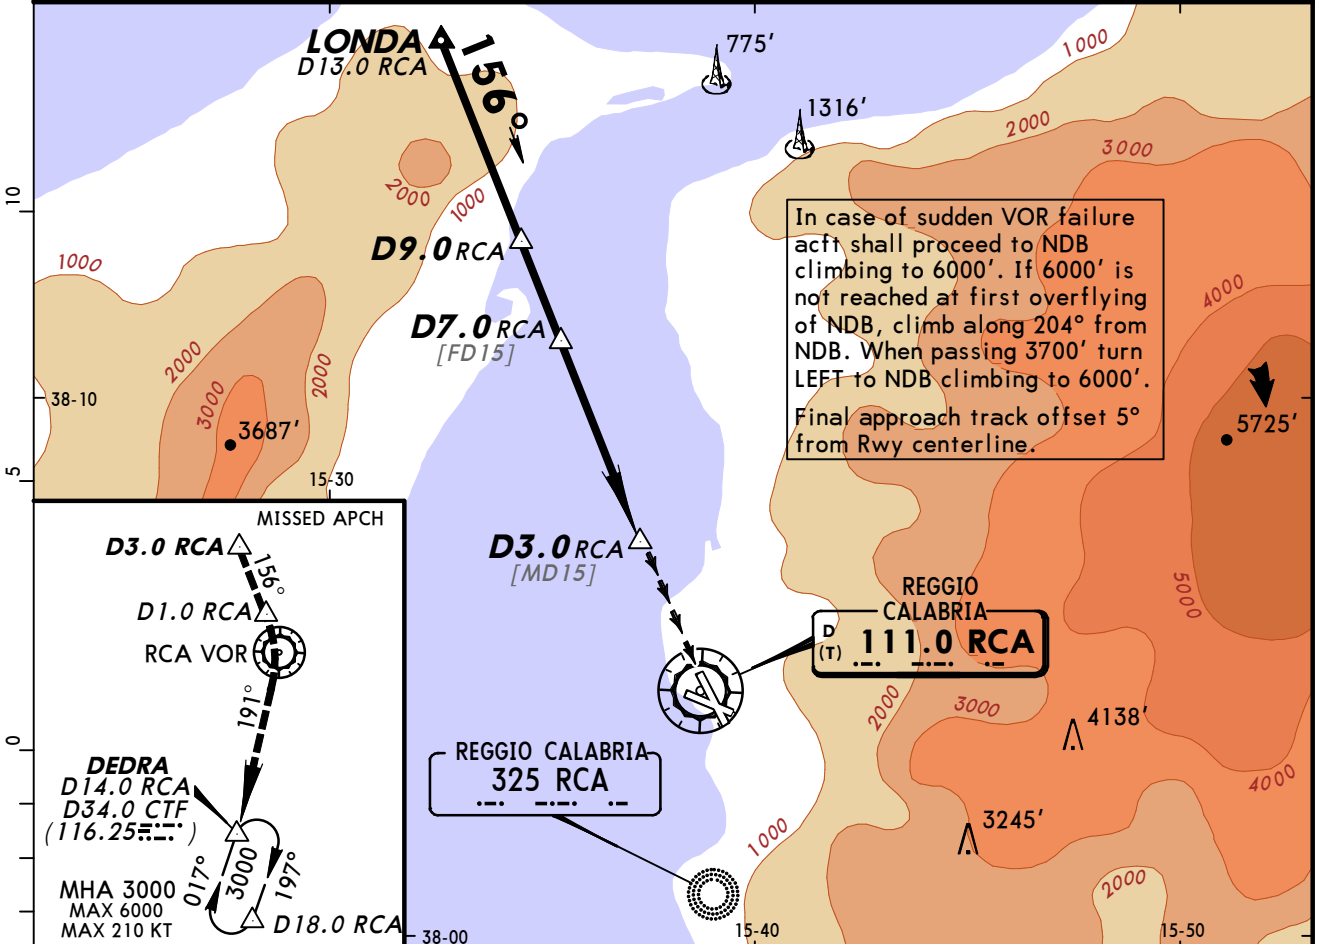 LONDA
D13.0 RCA
156°
775'
1316'
1000
2000
3000
2000
1000
10
D9.0 RCA
In case of sudden VOR failure
acft shall proceed to NDB
climbing to 6000'. If 6000' is
not reached at first overflying
of NDB, climb along 204° from
NDB. When passing 3700' turn
LEFT to NDB climbing to 6000'.
Final approach track offset 5°
from Rwy centerline.
1000
4000
D7.0 RCA
[FD15]
2000
2000
3000
38-10
3687'
5725'
5
15-30
MISSED APCH
D3.0 RCA
156°
D1.0 RCA
RCA VOR
191°
DEDRA
D14.0 RCA
D34.0 CTF
(116.25 )
017°
3000
197°
MHA 3000
MAX 6000
MAX 210 KT
D18.0 RCA
D3.0 RCA
[MD15]
REGGIO
CALABRIA
D
(T)
111.0 RCA
5000
2000
3000
4138'
0
REGGIO CALABRIA
325 RCA
4000
3245'
1000
2000
38-00
15-40
15-50